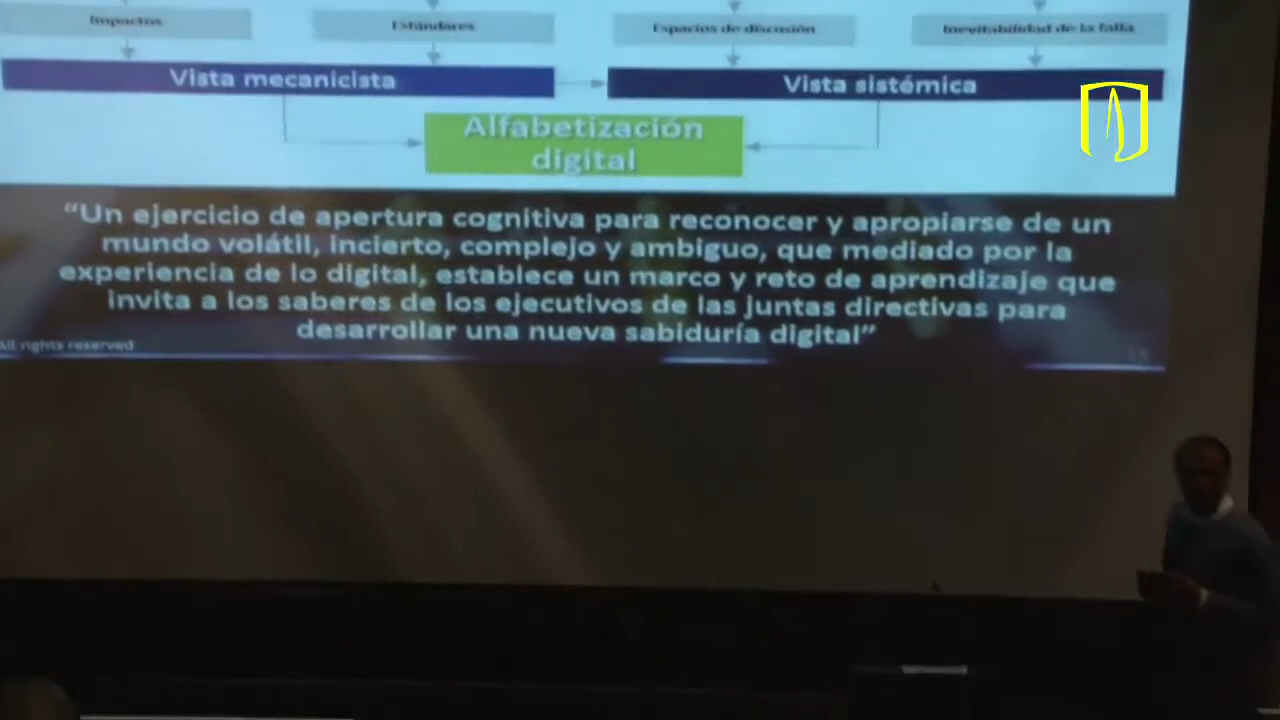 Impactos
Estándares
Espacios de discusión
Inevitabilidad de la falla
Vista mecanicista
Vista sistémica
Alfabetización
digital
“Un ejercicio de apertura cognitiva para reconocer y apropiarse de un
mundo volátil, incierto, complejo y ambiguo, que mediado por la
experiencia de lo digital, establece un marco y reto de aprendizaje que
invita a los saberes de los ejecutivos de las juntas directivas para
desarrollar una nueva sabiduría digital”
All rights reserved